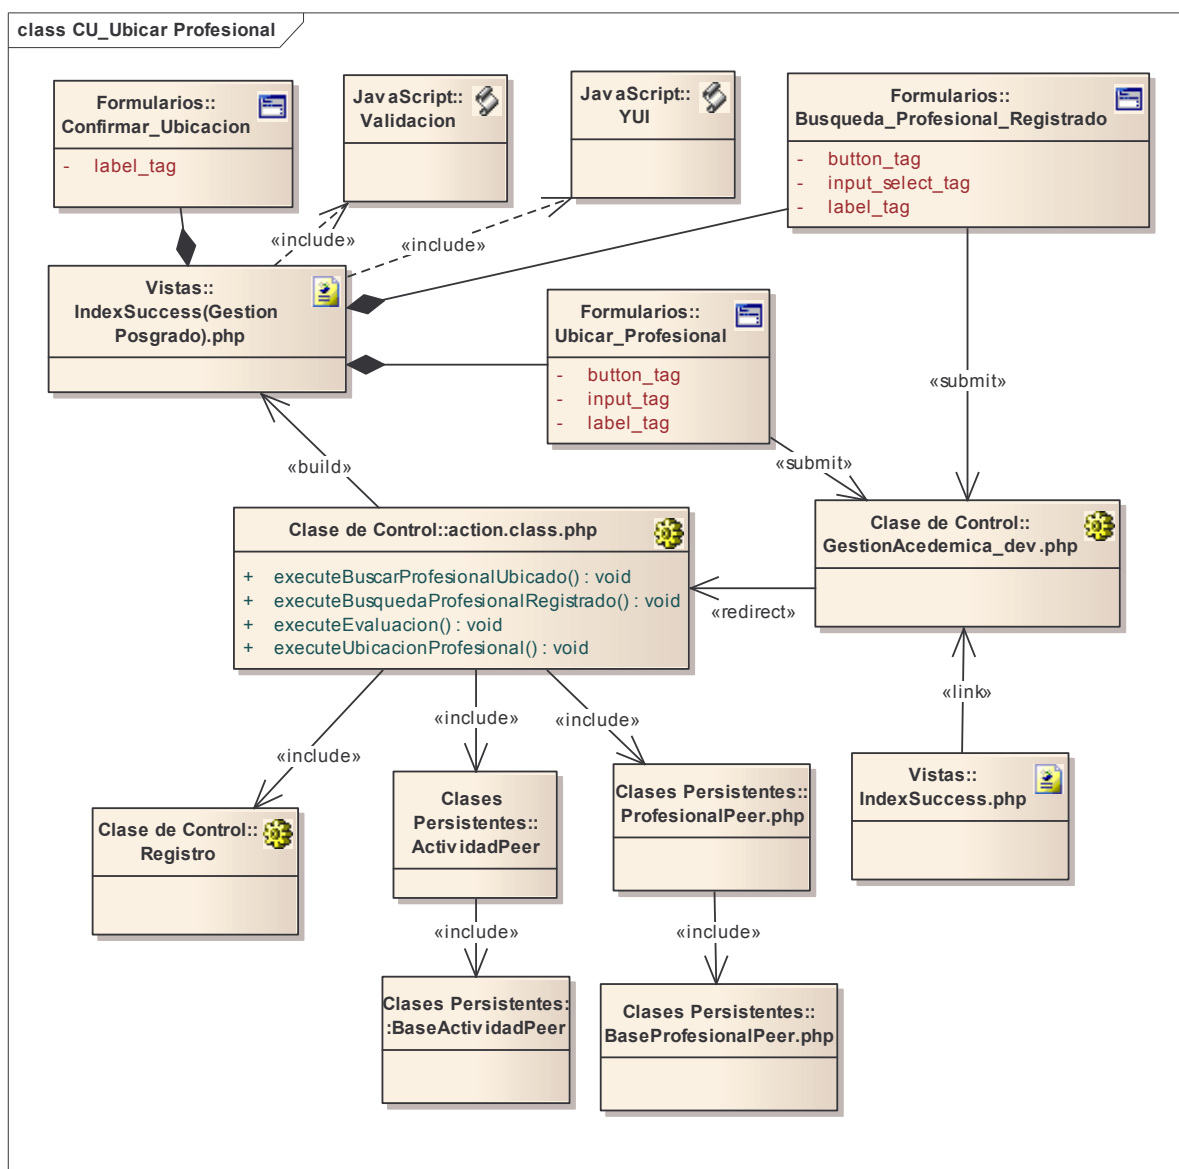 class CU_Ubicar Profesional
Formularios::
Confirmar_Ubicacion
- label_tag
JavaScript::
Validacion
JavaScript::
YUI
Formularios::
Busqueda_Profesional_Registrado
- button_tag
- input_select_tag
- label_tag
«include»
«include»
Vistas::
IndexSuccess(Gestion
Posgrado).php
Formularios::
Ubicar_Profesional
- button_tag
- input_tag
- label_tag
«submit»
«submit»
«build»
Clase de Control::action.class.php
+ executeBuscarProfesionalUbicado() : void
+ executeBusquedaProfesionalRegistrado() : void
+ executeEvaluacion() : void
+ executeUbicacionProfesional() : void
Clase de Control::
GestionAcedemica_dev.php
«redirect»
«link»
«include»
«include»
«include»
Vistas::
IndexSuccess.php
Clase de Control::
Registro
Clases
Persistentes::
ActividadPeer
Clases Persistentes::
ProfesionalPeer.php
«include»
«include»
Clases Persistentes:
:BaseActividadPeer
Clases Persistentes::
BaseProfesionalPeer.php